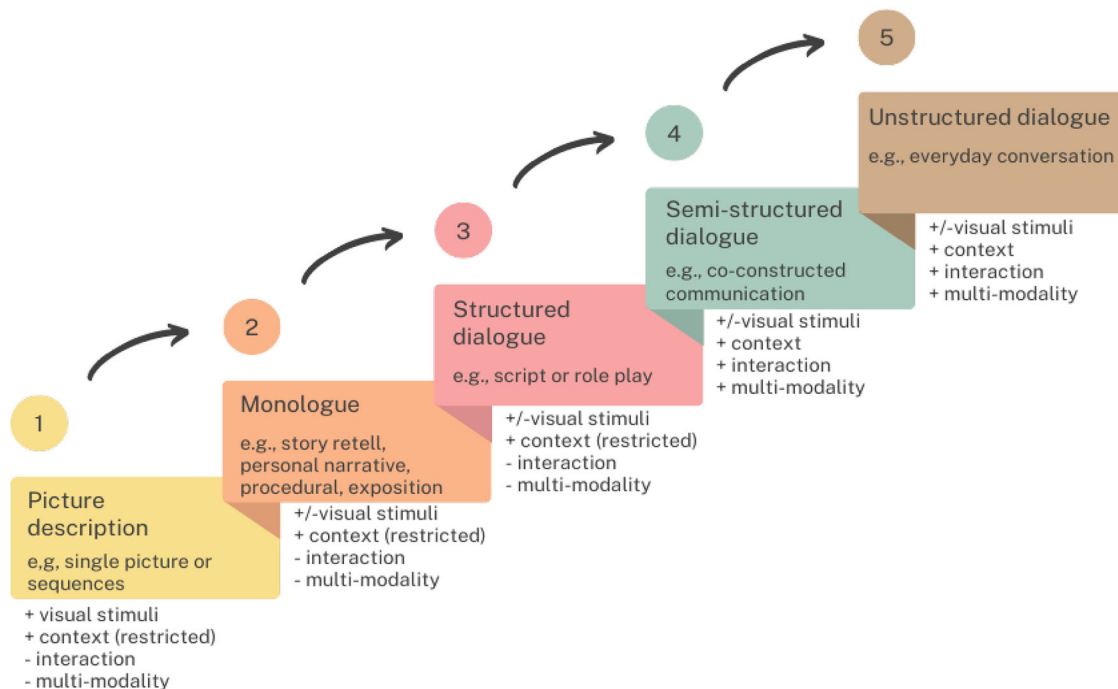 1
Picture
description
e,g, single picture or
sequences
+ visual stimuli
+ context (restricted)
- interaction
- multi-modality
2
Monologue
e.g., story retell,
personal narrative,
procedural, exposition
+/-visual stimuli
+ context (restricted)
- interaction
- multi-modality
3
Structured
dialogue
e.g., script or role play
+/-visual stimuli
+ context (restricted)
- interaction
- multi-modality
4
Semi-structured
dialogue
e.g., co-constructed
communication
+/-visual stimuli
+ context
+ interaction
+ multi-modality
5
Unstructured dialogue
e.g., everyday conversation
+/-visual stimuli
+ context
+ interaction
+ multi-modality